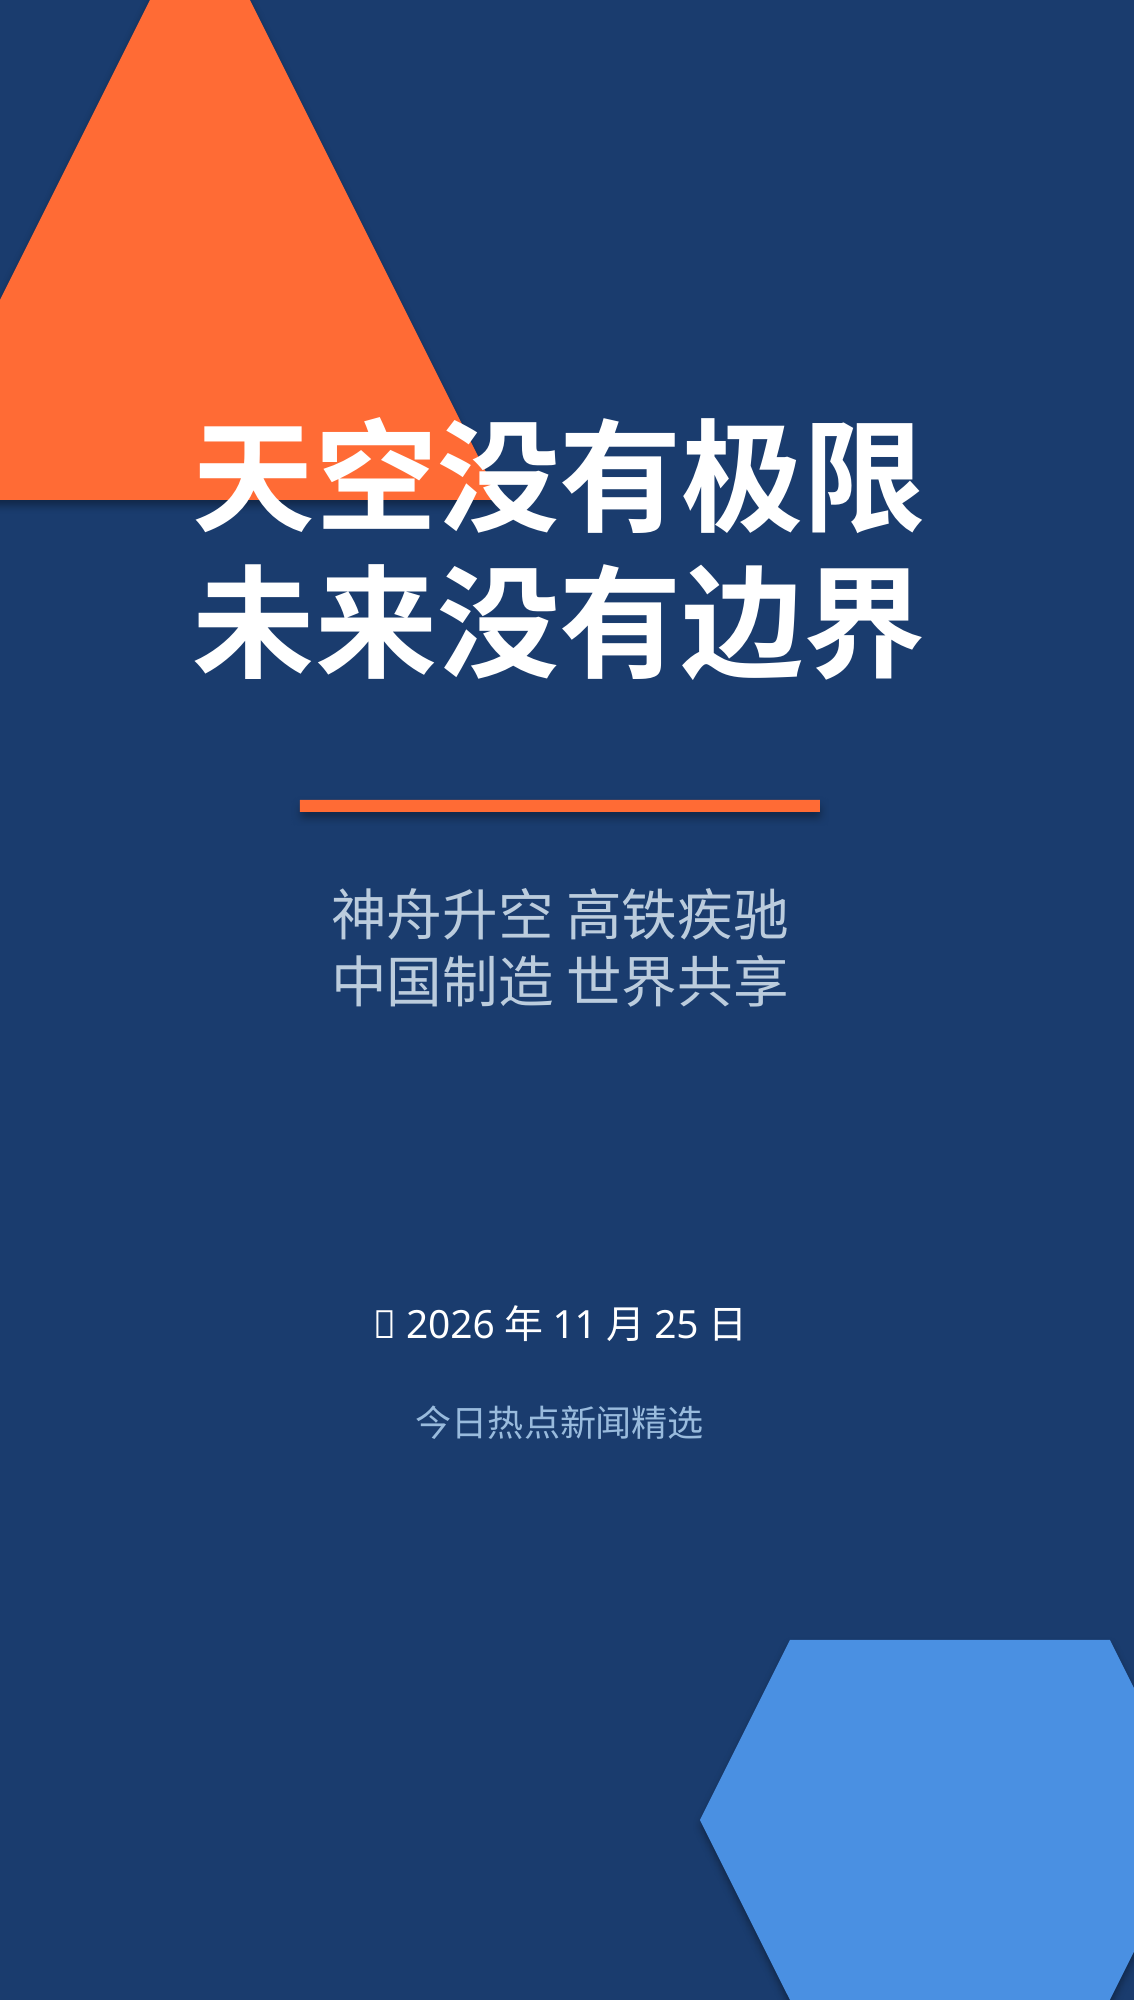 天空没有极限
未来没有边界
神舟升空 高铁疾驰
中国制造 世界共享
2026 年 11 月 25 日
今日热点新闻精选